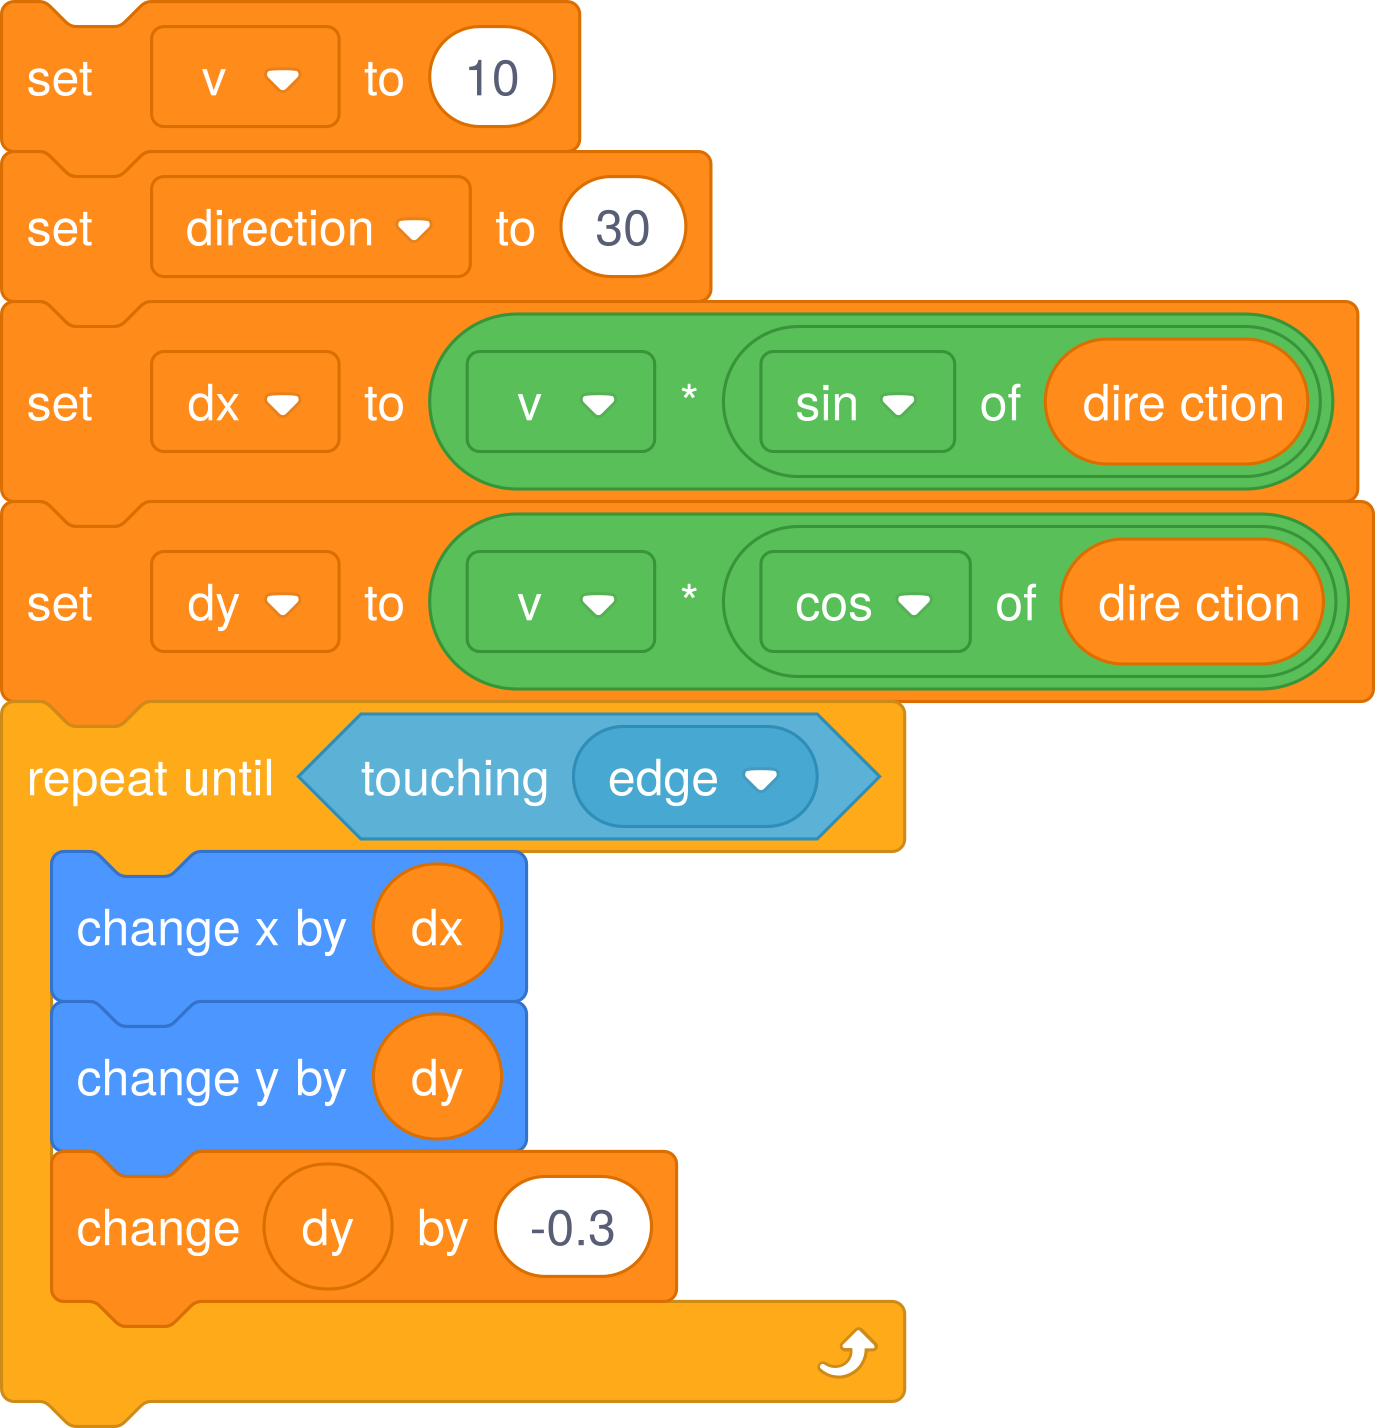 set v to 10
set direction to 30
set dx to v * sin of dire ction
set dy to v * cos of dire ction
repeat until touching edge
change x by dx
change y by dy
change dy by -0.3